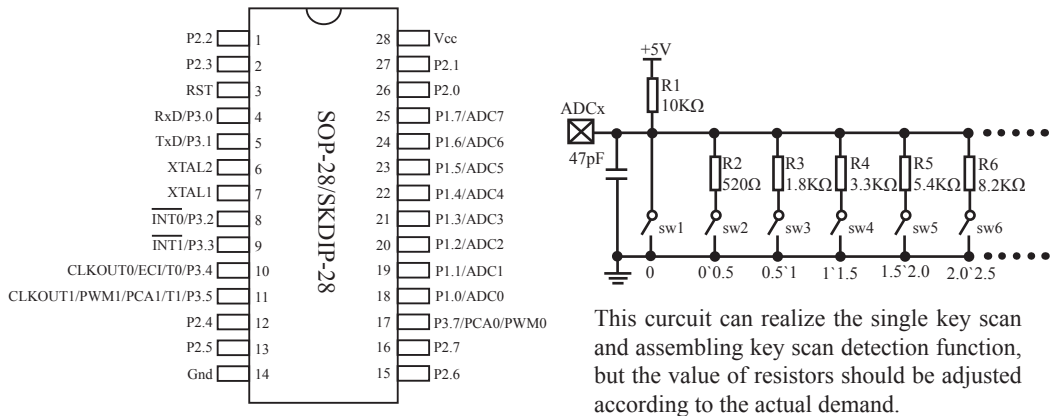 P2.2 1
P2.3 2
RST 3
RxD/P3.0 4
TxD/P3.1 5
XTAL2 6
XTAL1 7
INT0/P3.2 8
INT1/P3.3 9
CLKOUT0/ECI/T0/P3.4 10
CLKOUT1/PWM1/PCA1/T1/P3.5 11
P2.4 12
P2.5 13
Gnd 14
SOP-28/SKDIP-28
28 Vcc
27 P2.1
26 P2.0
25 P1.7/ADC7
24 P1.6/ADC6
23 P1.5/ADC5
22 P1.4/ADC4
21 P1.3/ADC3
20 P1.2/ADC2
19 P1.1/ADC1
18 P1.0/ADC0
17 P3.7/PCA0/PWM0
16 P2.7
15 P2.6
+5V
R1
10KΩ
ADCx
47pF
R2 R3 R4 R5 R6
520Ω 1.8KΩ 3.3KΩ 5.4KΩ 8.2KΩ
sw1 sw2 sw3 sw4 sw5 sw6
0 0`0.5 0.5`1 1`1.5 1.5`2.0 2.0`2.5
This curcuit can realize the single key scan
and assembling key scan detection function,
but the value of resistors should be adjusted
according to the actual demand.